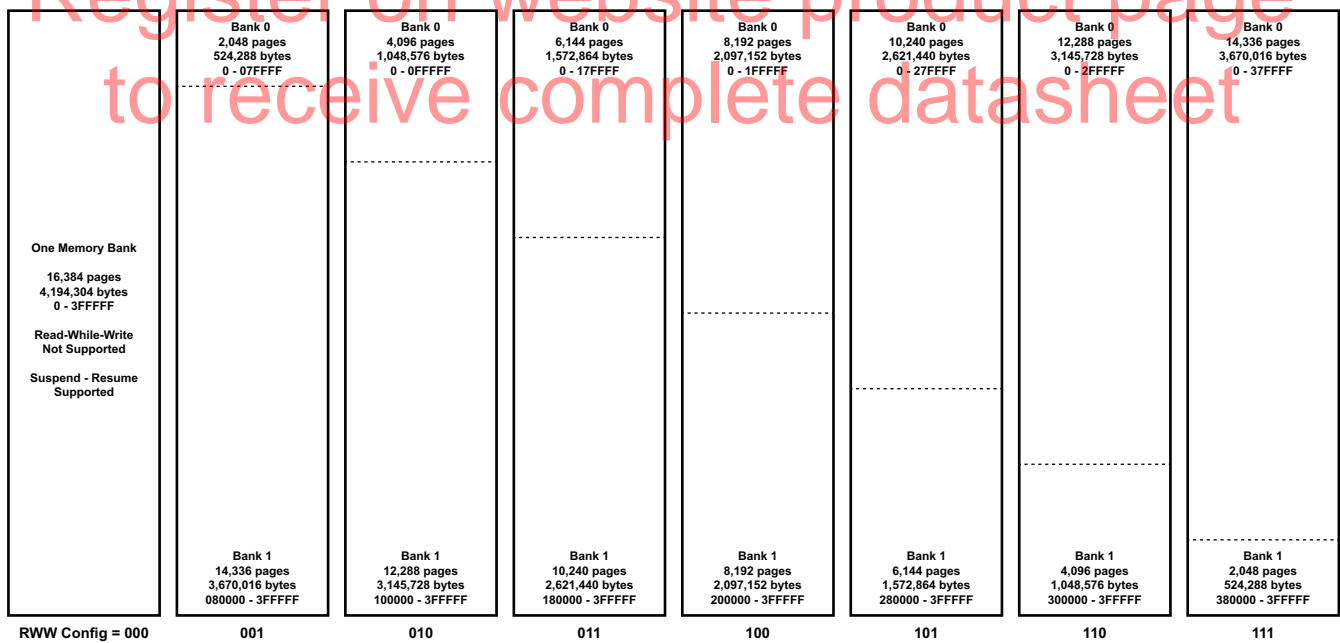 Register on website product page
to receive complete datasheet
One Memory Bank
16,384 pages
4,194,304 bytes
0 - 3FFFFF
Read-While-Write
Not Supported
Suspend - Resume
Supported
RWW Config = 000
Bank 0
2,048 pages
524,288 bytes
0 - 07FFFF
Bank 1
14,336 pages
3,670,016 bytes
080000 - 3FFFFF
001
Bank 0
4,096 pages
1,048,576 bytes
0 - 0FFFFF
Bank 1
12,288 pages
3,145,728 bytes
100000 - 3FFFFF
010
Bank 0
6,144 pages
1,572,864 bytes
0 - 17FFFF
Bank 1
10,240 pages
2,621,440 bytes
180000 - 3FFFFF
011
Bank 0
8,192 pages
2,097,152 bytes
0 - 1FFFFF
Bank 1
8,192 pages
2,097,152 bytes
200000 - 3FFFFF
100
Bank 0
10,240 pages
2,621,440 bytes
0 - 27FFFF
Bank 1
6,144 pages
1,572,864 bytes
280000 - 3FFFFF
101
Bank 0
12,288 pages
3,145,728 bytes
0 - 2FFFFF
Bank 1
4,096 pages
1,048,576 bytes
300000 - 3FFFFF
110
Bank 0
14,336 pages
3,670,016 bytes
0 - 37FFFF
Bank 1
2,048 pages
524,288 bytes
380000 - 3FFFFF
111